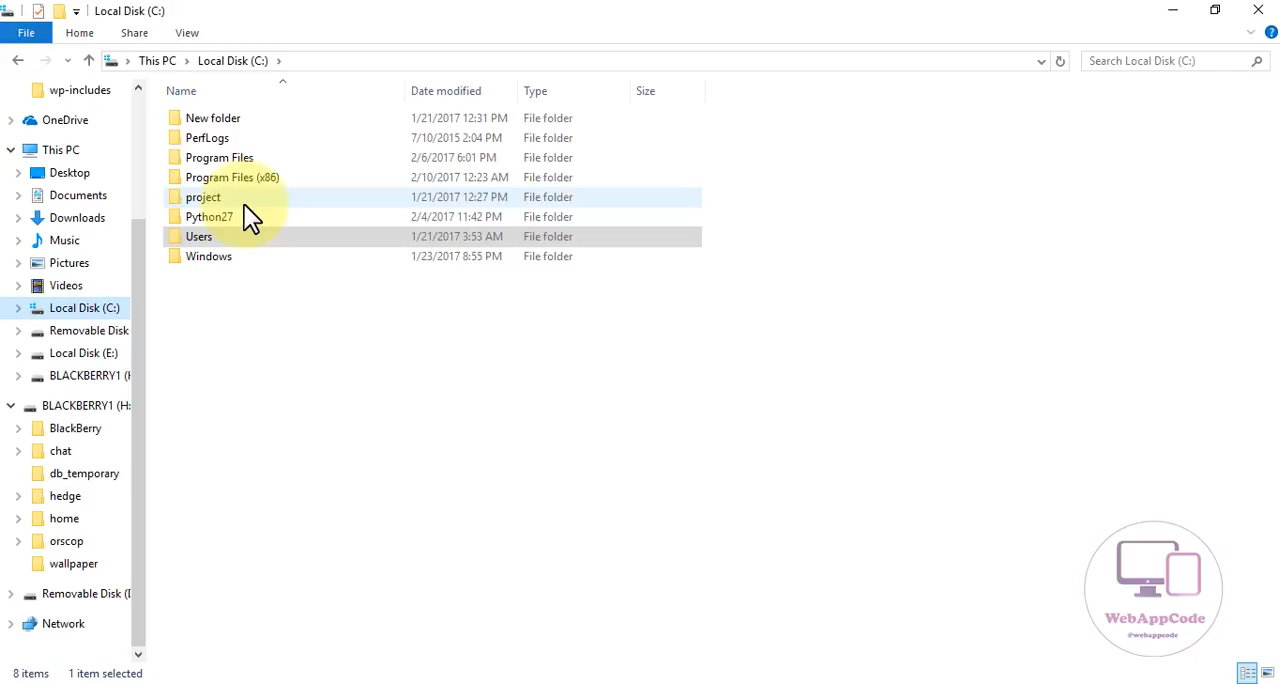 Local Disk (C:)
File Home Share View
This PC Local Disk (C:) Search Local Disk (C:)
Name Date modified Type Size
New folder 1/21/2017 12:31 PM File folder
PerfLogs 7/10/2015 2:04 PM File folder
Program Files 2/6/2017 6:01 PM File folder
Program Files (x86) 2/10/2017 12:23 AM File folder
project 1/21/2017 12:27 PM File folder
Python27 2/4/2017 11:42 PM File folder
Users 1/21/2017 3:53 AM File folder
Windows 1/23/2017 8:55 PM File folder
wp-includes
OneDrive
This PC
Desktop
Documents
Downloads
Music
Pictures
Videos
Local Disk (C:)
Removable Disk
Local Disk (E:)
BLACKBERRY1 (H
BLACKBERRY1 (H:
BlackBerry
chat
db_temporary
hedge
home
orscop
wallpaper
Removable Disk (D
Network
8 items 1 item selected
WebAppCode
@webappcode